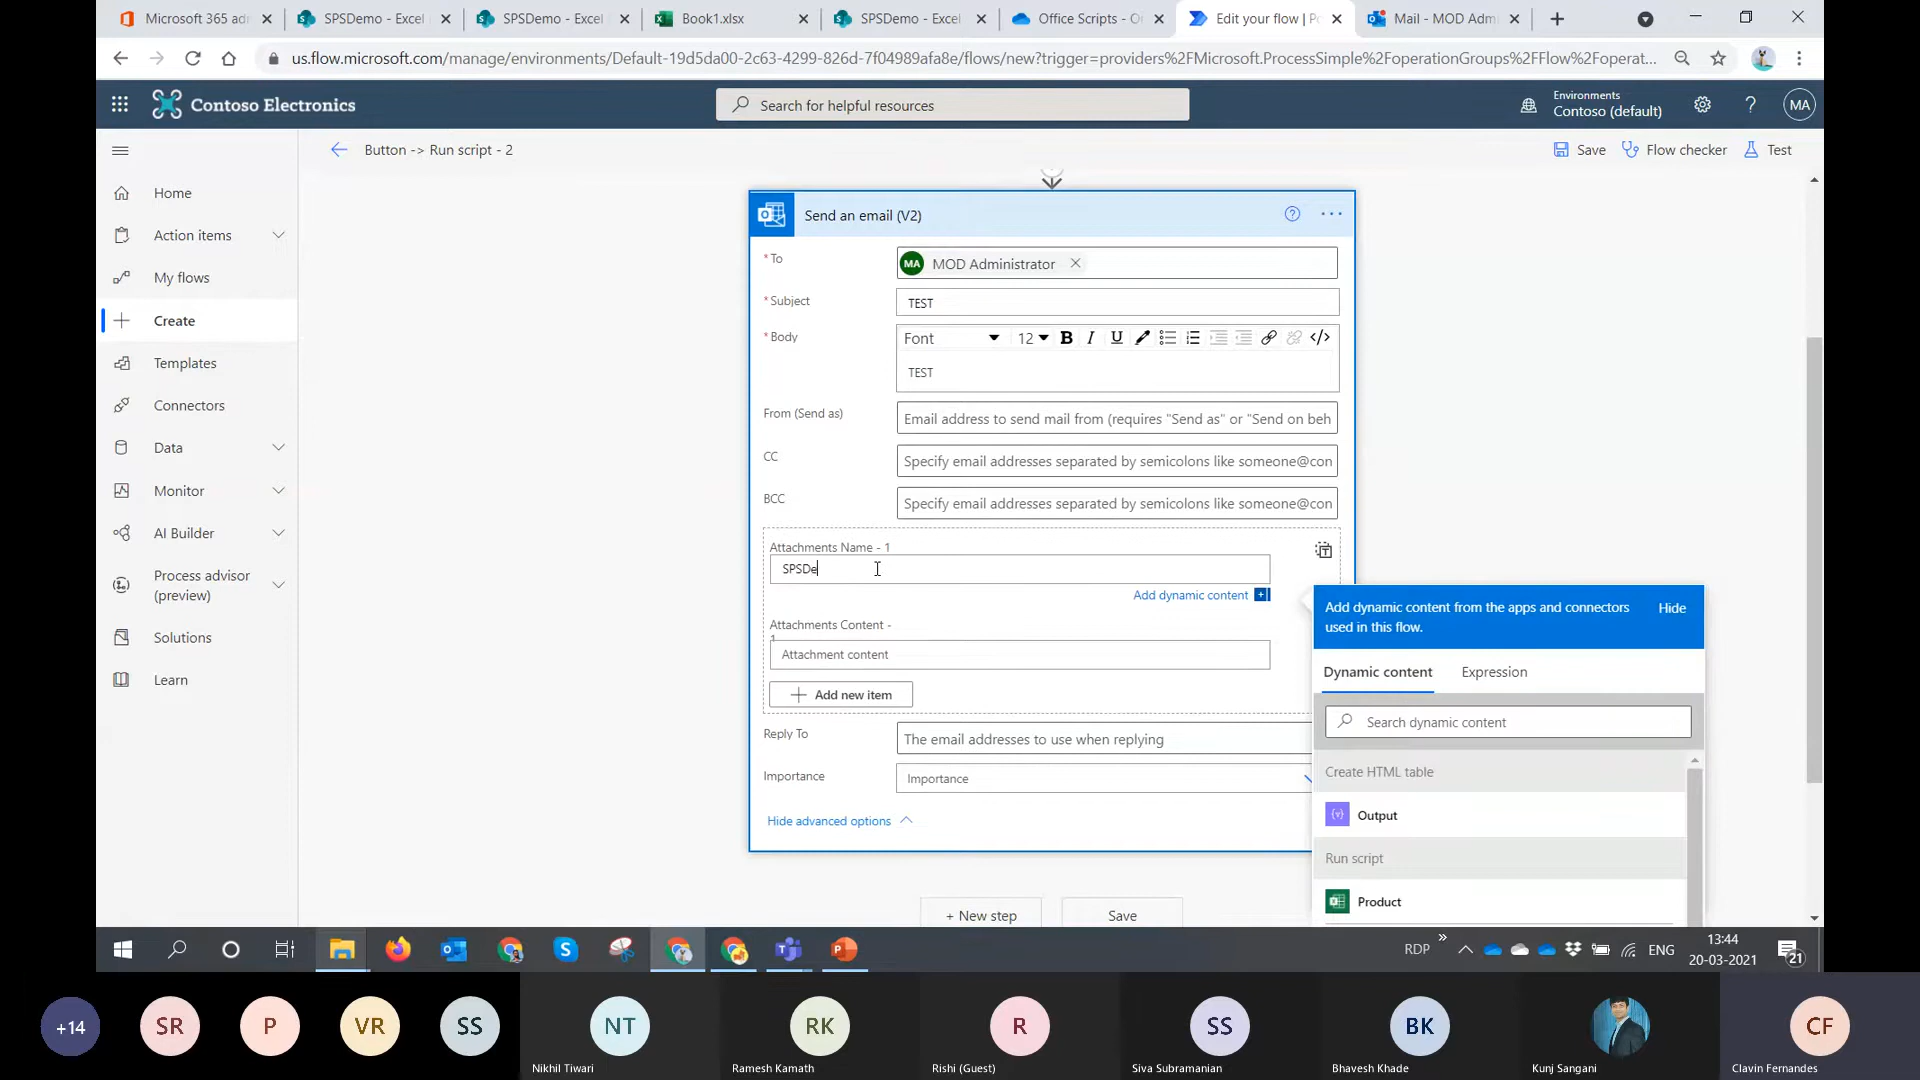 Microsoft 365 adr
SPSDemo - Excel
SPSDemo - Excel
Book1.xlsx
SPSDemo - Excel
Office Scripts - O
Edit your flow | P
Mail - MOD Adm
us.flow.microsoft.com/manage/environments/Default-19d5da00-2c63-4299-826d-7f04989afa8e/flows/new?trigger=providers%2FMicrosoft.ProcessSimple%2FoperationGroups%2FFlow%2Foperat...
Contoso Electronics
Search for helpful resources
Environments
Contoso (default)
MA
Button -> Run script - 2
Save
Flow checker
Test
Home
Action items
My flows
Create
Templates
Connectors
Data
Monitor
AI Builder
Process advisor
(preview)
Solutions
Learn
Send an email (V2)
* To
MA
MOD Administrator
* Subject
TEST
* Body
Font
12
B
I
U
</>
TEST
From (Send as)
Email address to send mail from (requires "Send as" or "Send on beh
CC
Specify email addresses separated by semicolons like someone@con
BCC
Specify email addresses separated by semicolons like someone@con
Attachments Name - 1
SPSDe
Add dynamic content
Attachments Content -
1
Attachment content
Add new item
Reply To
The email addresses to use when replying
Importance
Importance
Hide advanced options
+ New step
Save
Add dynamic content from the apps and connectors
used in this flow.
Hide
Dynamic content
Expression
Search dynamic content
Create HTML table
Output
Run script
Product
RDP
ENG
13:44
20-03-2021
21
+14
SR
P
VR
SS
NT
Nikhil Tiwari
RK
Ramesh Kamath
R
Rishi (Guest)
SS
Siva Subramanian
BK
Bhavesh Khade
Kunj Sangani
CF
Clavin Fernandes